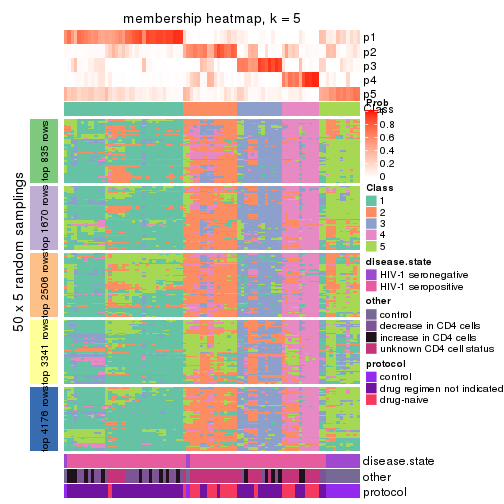 membership heatmap, k = 5
p1
p2
p3
p4
p5
Class
Prob
1
0.8
0.6
0.4
0.2
0
Class
1
2
3
4
5
disease.state
HIV-1 seronegative
HIV-1 seropositive
other
control
decrease in CD4 cells
increase in CD4 cells
unknown CD4 cell status
protocol
control
drug regimen not indicated
drug-naive
50 x 5 random samplings
top 835 rows
top 1670 rows
top 2506 rows
top 3341 rows
top 4176 rows
disease.state
other
protocol